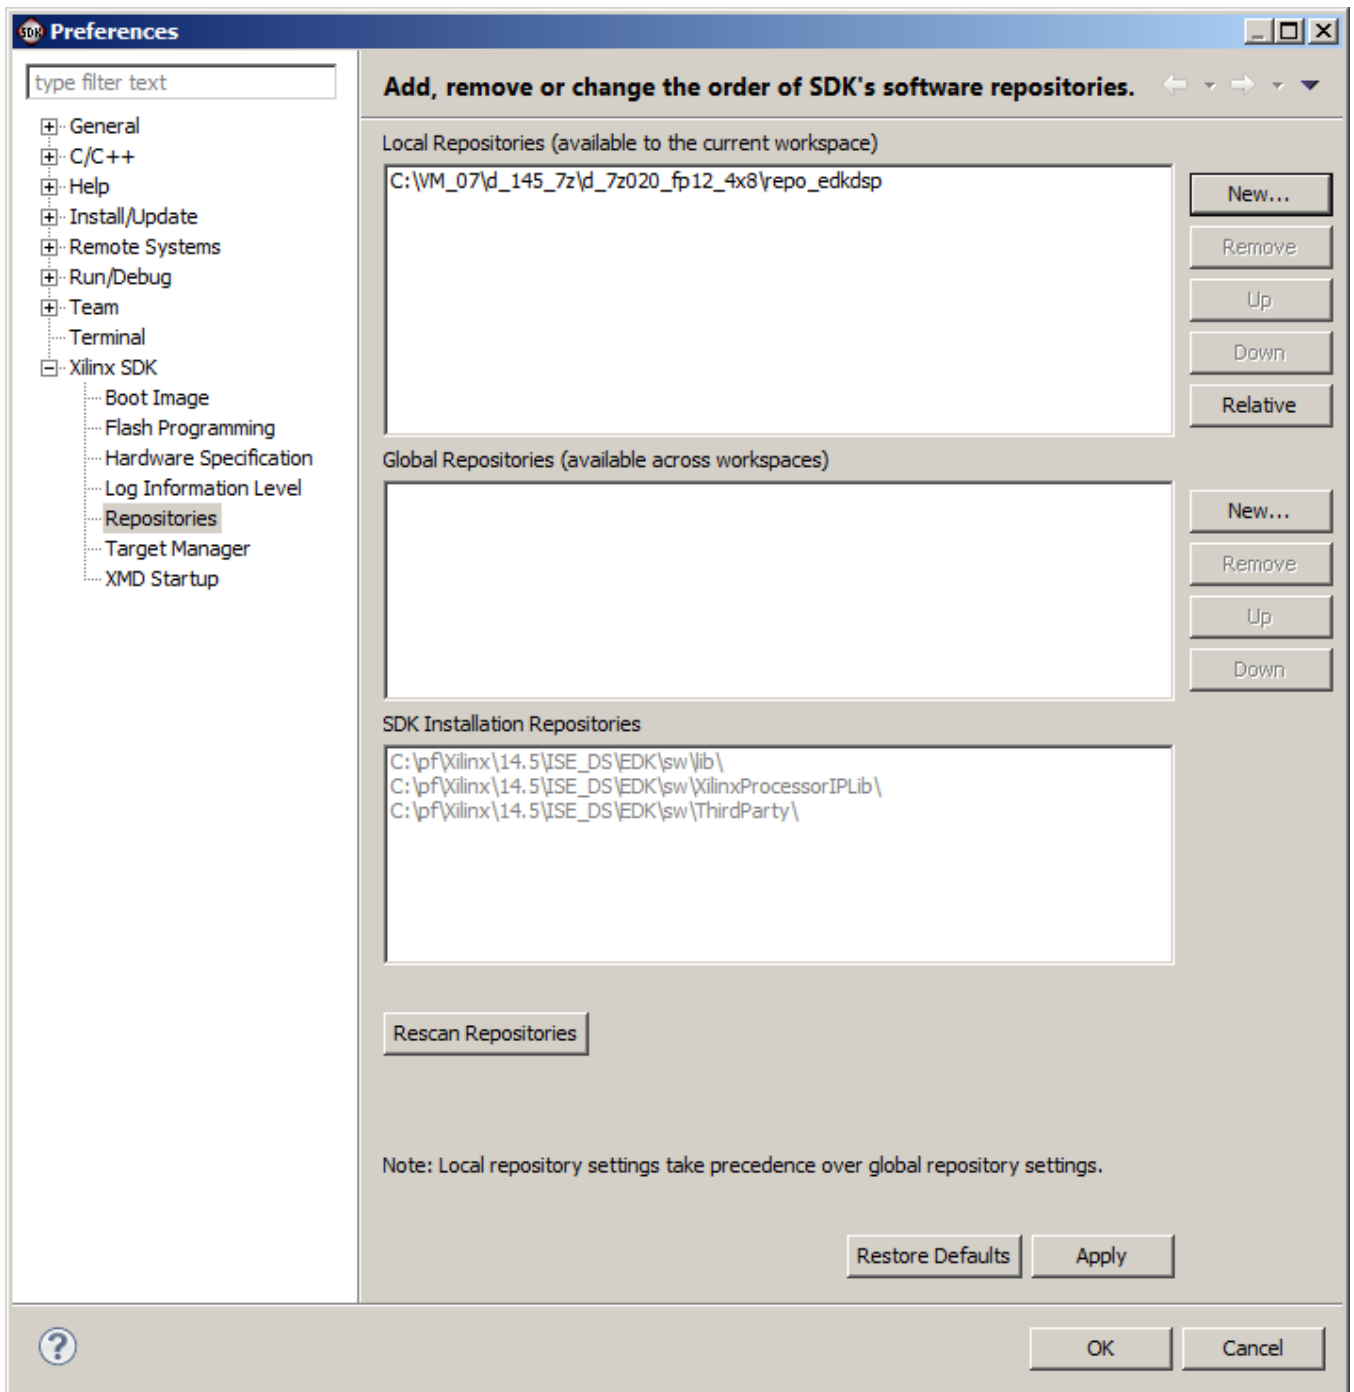 Preferences
type filter text
General
C/C++
Help
Install/Update
Remote Systems
Run/Debug
Team
Terminal
Xilinx SDK
Boot Image
Flash Programming
Hardware Specification
Log Information Level
Repositories
Target Manager
XMD Startup
Add, remove or change the order of SDK's software repositories.
Local Repositories (available to the current workspace)
C:\VM_07\d_145_7z\d_7z020_fp12_4x8\repo_edkdsp
New...
Remove
Up
Down
Relative
Global Repositories (available across workspaces)
New...
Remove
Up
Down
SDK Installation Repositories
C:\pf\Xilinx\14.5\ISE_DS\EDK\sw\lib\
C:\pf\Xilinx\14.5\ISE_DS\EDK\sw\XilinxProcessorIPLib\
C:\pf\Xilinx\14.5\ISE_DS\EDK\sw\ThirdParty\
Rescan Repositories
Note: Local repository settings take precedence over global repository settings.
Restore Defaults
Apply
OK
Cancel